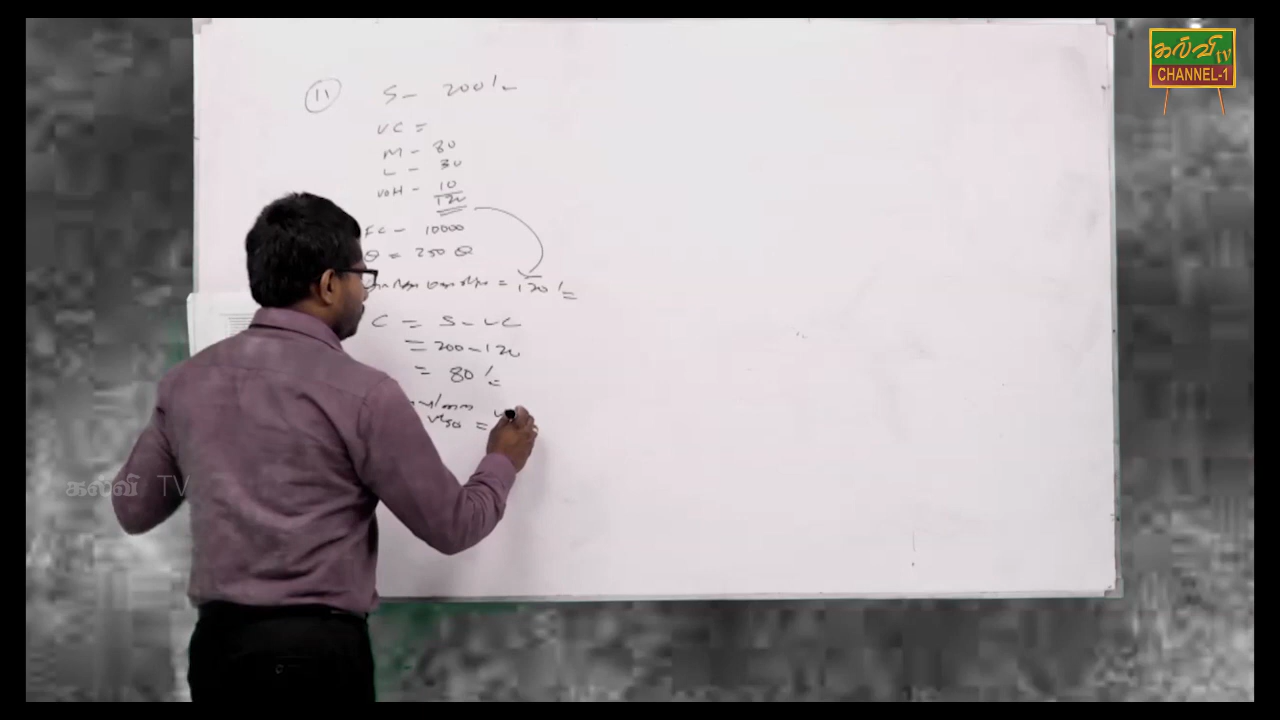 11 S - 200/-
VC =
M - 80
L - 30
VOH - 10
120
FC - 10000
Q = 250 Q
= 120/-
C = S - VC
= 200 - 120
= 80/-
=
கல்வி TV
CHANNEL-1
கல்வி TV